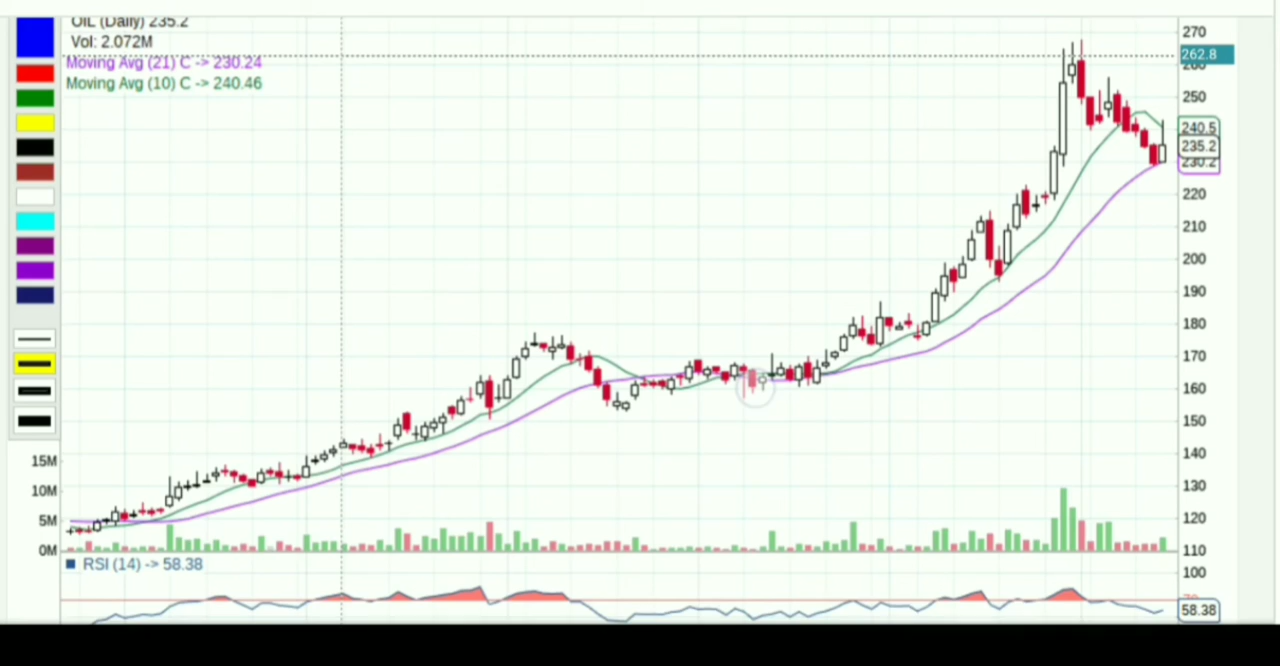 OIL (Daily) 235.2
Vol: 2.072M
Moving Avg (21) C -> 230.24
Moving Avg (10) C -> 240.46
270
262.8
260
250
240.5
235.2
230.2
220
210
200
190
180
170
160
150
140
130
120
110
15M
10M
5M
0M
RSI (14) -> 58.38
100
70
58.38